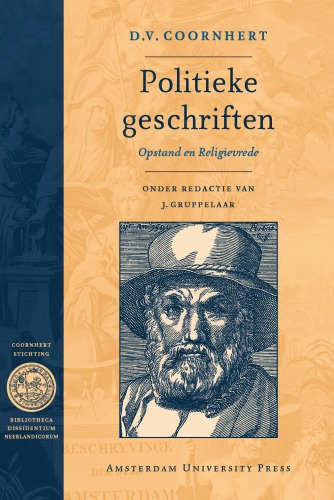 D.V. COORNHERT
Politieke
geschriften
Opstand en Religievrede
ONDER REDACTIE VAN
J. GRUPPELAAR
COORNHERT
STICHTING
BIBLIOTHECA
DISSIDENTIUM
NEERLANDICORUM
AMSTERDAM UNIVERSITY PRESS